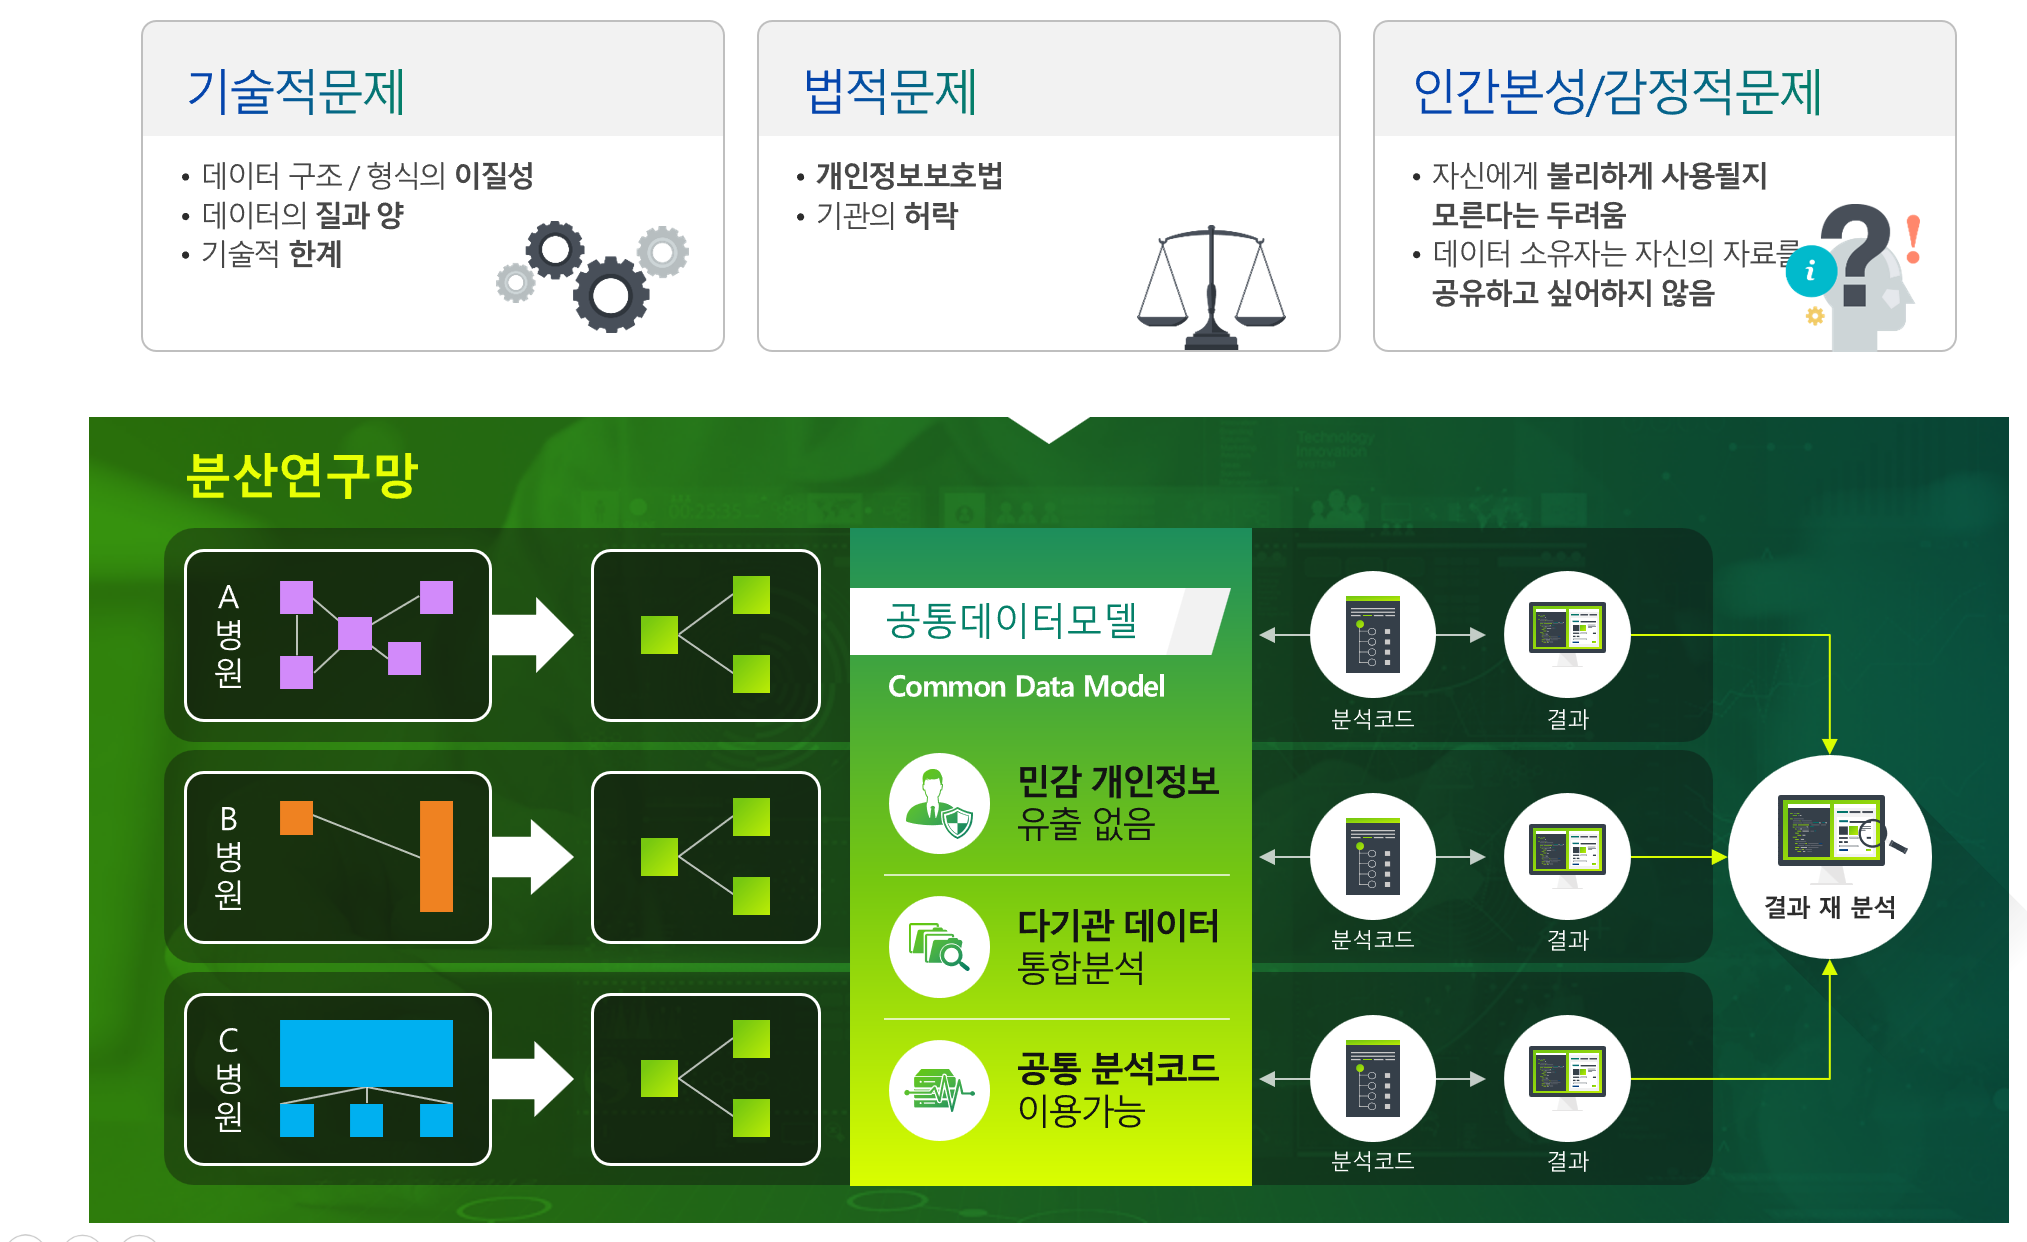 기술적문제
• 데이터 구조 / 형식의 이질성
• 데이터의 질과 양
• 기술적 한계
법적문제
• 개인정보보호법
• 기관의 허락
인간본성/감정적문제
• 자신에게 불리하게 사용될지
모른다는 두려움
• 데이터 소유자는 자신의 자료를
공유하고 싶어하지 않음
?
!
i
분산연구망
Technology
Innovation
A
병
원
B
병
원
C
병
원
공통데이터모델
Common Data Model
민감 개인정보
유출 없음
다기관 데이터
통합분석
공통 분석코드
이용가능
분석코드
결과
분석코드
결과
분석코드
결과
결과 재 분석